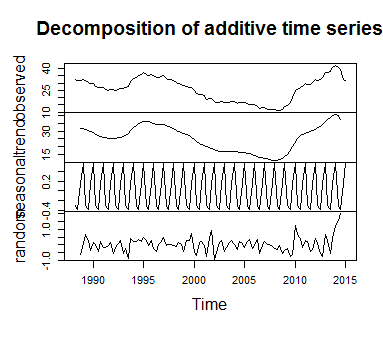 Decomposition of additive time series
observed
40
25
trend
30
15
seasonal
0.2
-0.4
random
1.0
-1.0
1990
1995
2000
2005
2010
2015
Time